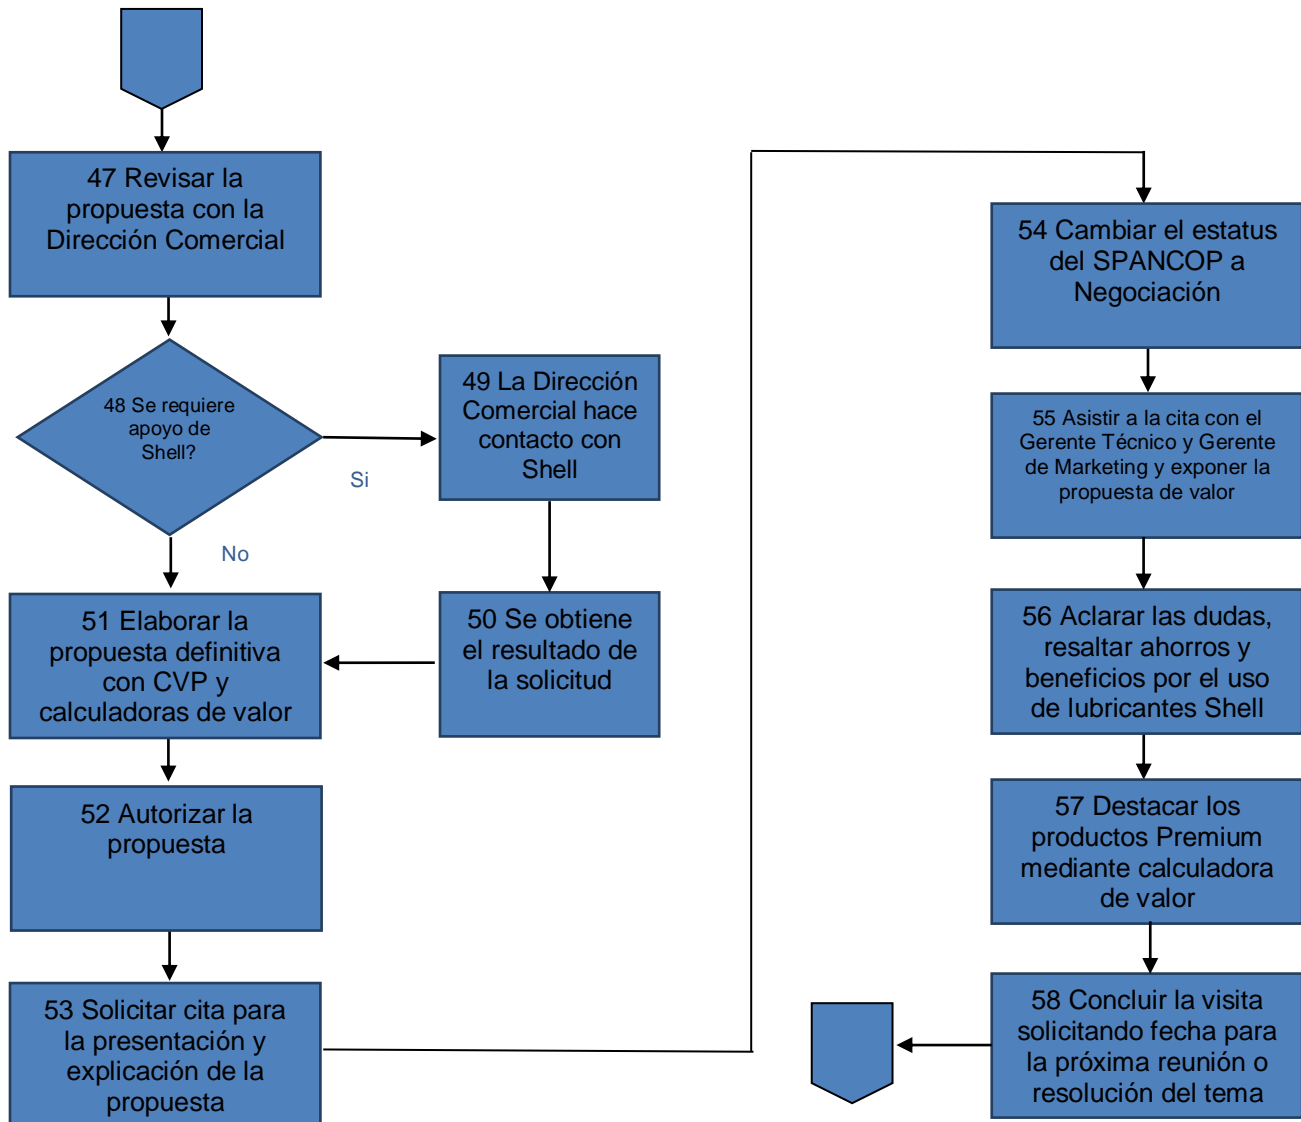 47 Revisar la
propuesta con la
Dirección Comercial
48 Se requiere
apoyo de
Shell?
Si
No
49 La Dirección
Comercial hace
contacto con
Shell
50 Se obtiene
el resultado de
la solicitud
51 Elaborar la
propuesta definitiva
con CVP y
calculadoras de valor
52 Autorizar la
propuesta
53 Solicitar cita para
la presentación y
explicación de la
propuesta
54 Cambiar el estatus
del SPANCOP a
Negociación
55 Asistir a la cita con el
Gerente Técnico y Gerente
de Marketing y exponer la
propuesta de valor
56 Aclarar las dudas,
resaltar ahorros y
beneficios por el uso
de lubricantes Shell
57 Destacar los
productos Premium
mediante calculadora
de valor
58 Concluir la visita
solicitando fecha para
la próxima reunión o
resolución del tema